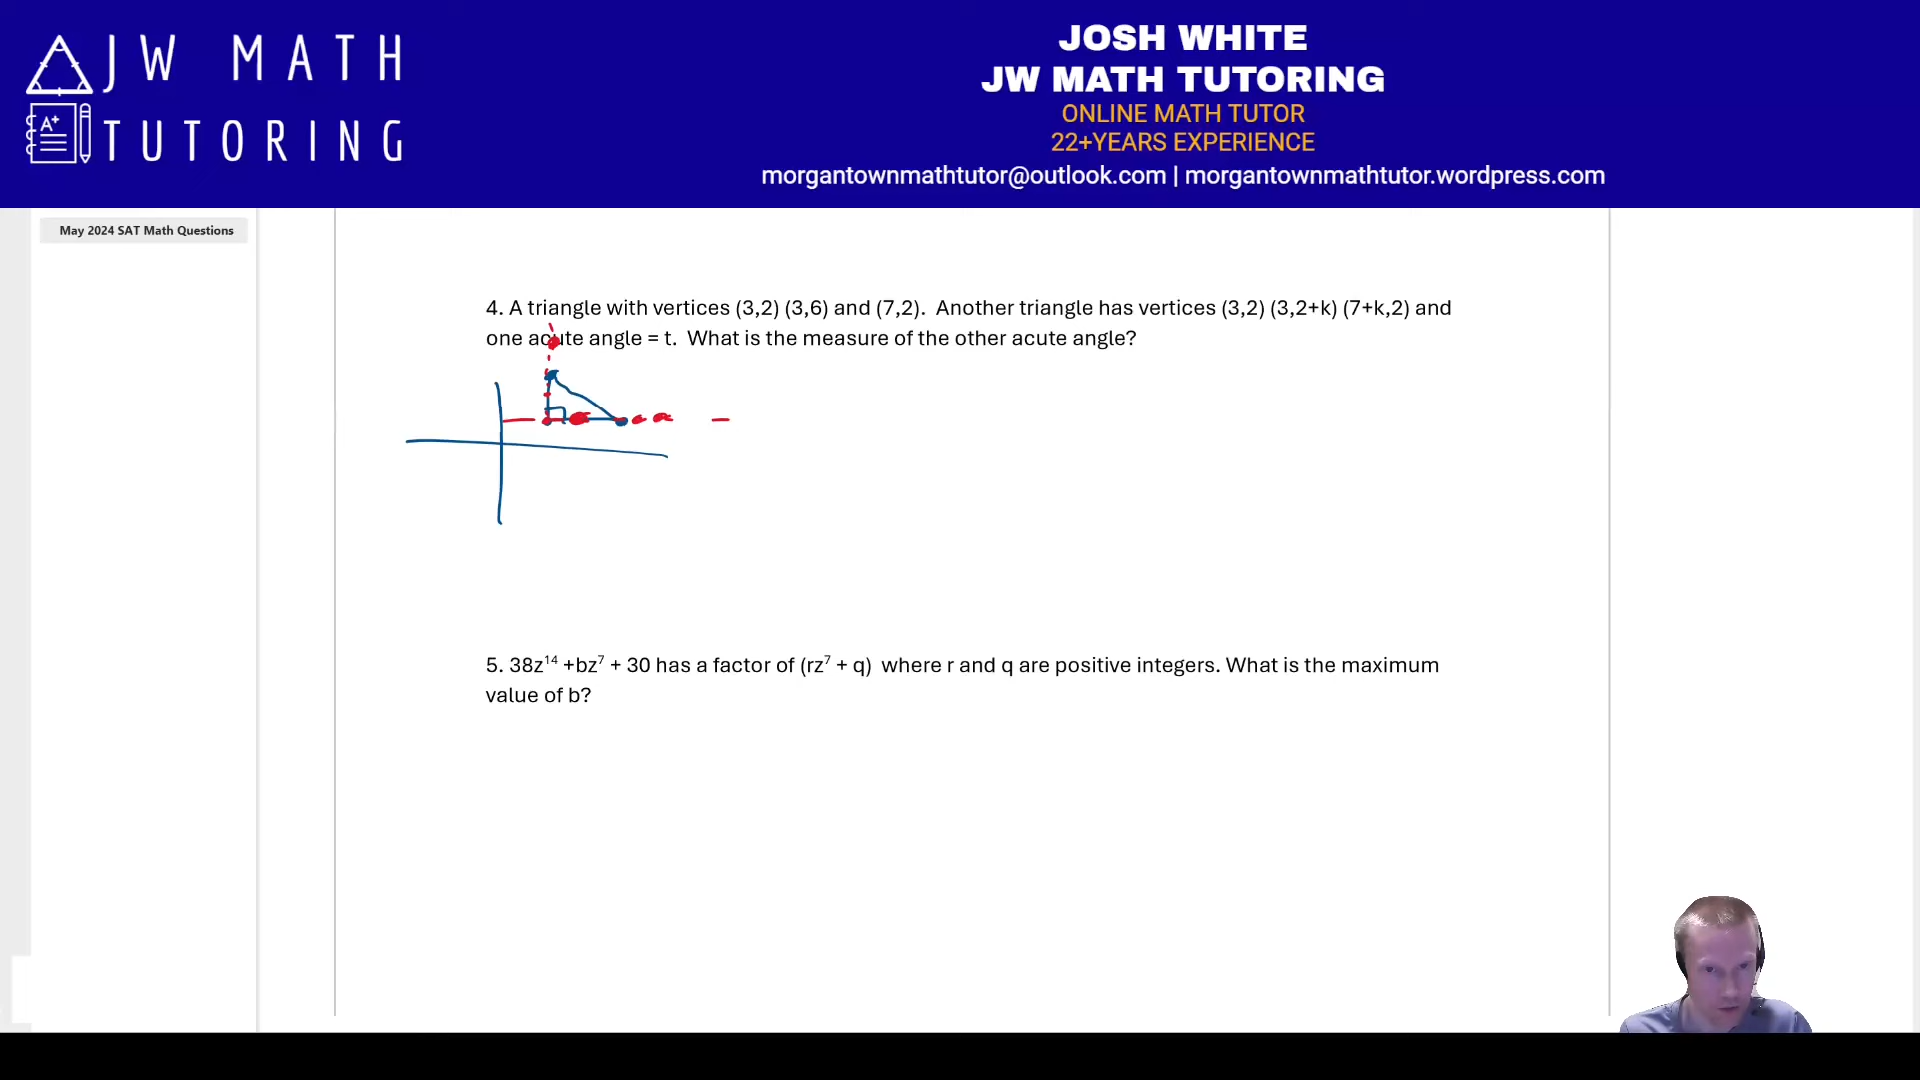 JW MATH
A+
TUTORING
JOSH WHITE
JW MATH TUTORING
ONLINE MATH TUTOR
22+YEARS EXPERIENCE
morgantownmathtutor@outlook.com | morgantownmathtutor.wordpress.com
May 2024 SAT Math Questions
4. A triangle with vertices (3,2) (3,6) and (7,2).  Another triangle has vertices (3,2) (3,2+k) (7+k,2) and
one acute angle = t.  What is the measure of the other acute angle?
5. 38z¹⁴ +bz⁷ + 30 has a factor of (rz⁷ + q)  where r and q are positive integers. What is the maximum
value of b?